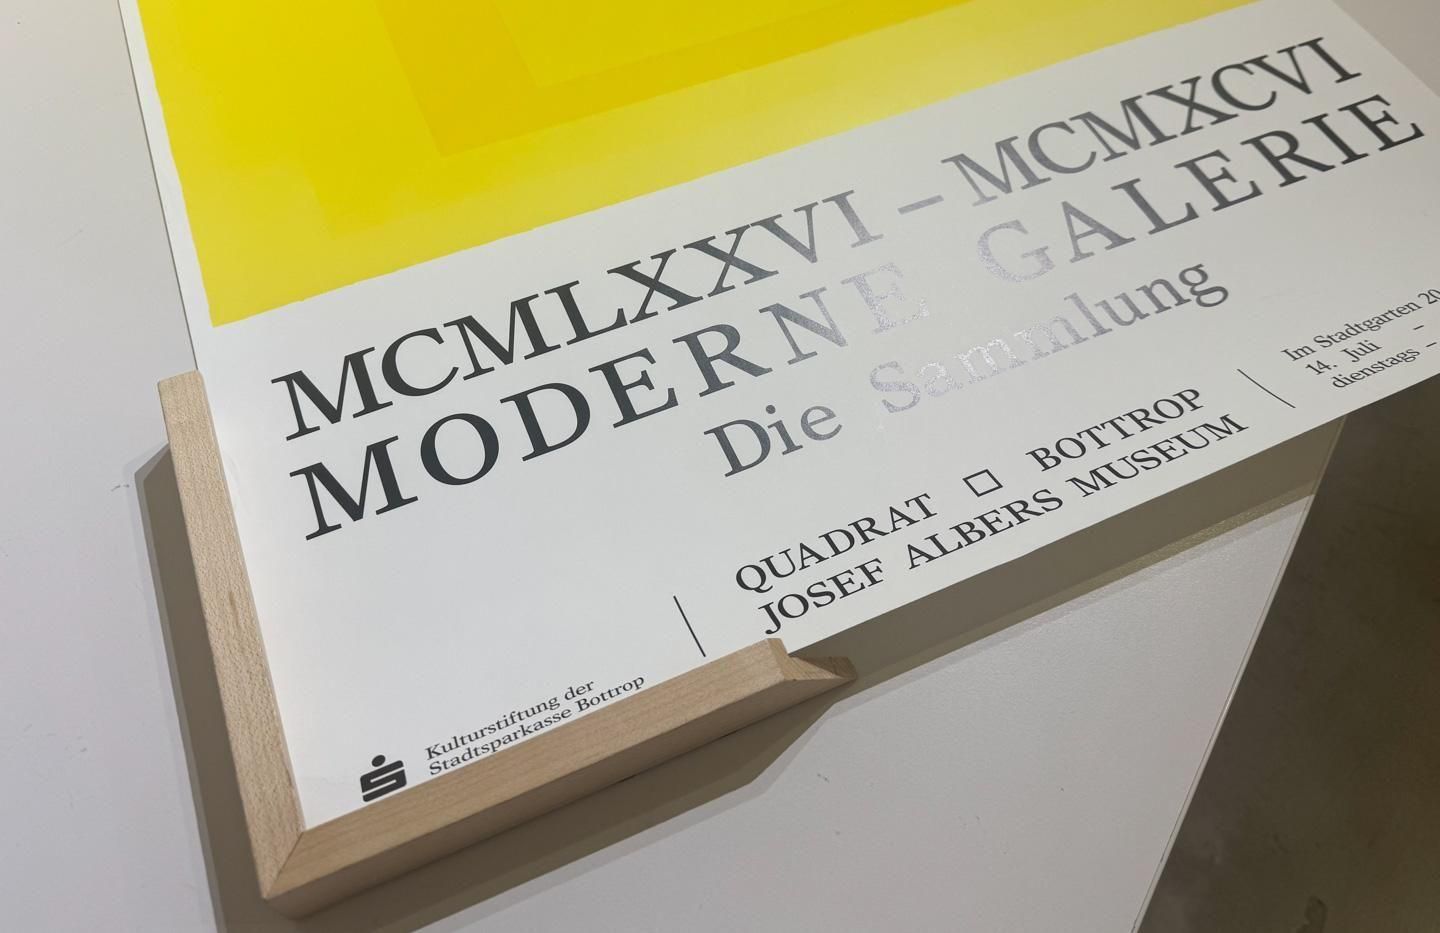 MCMLXXVI – MCMXCVI
MODERNE GALERIE
Die Sammlung
Kulturstiftung der
Stadtsparkasse Bottrop
QUADRAT □ BOTTROP
JOSEF ALBERS MUSEUM
Im Stadtgarten 20
14. Juli –
dienstags –